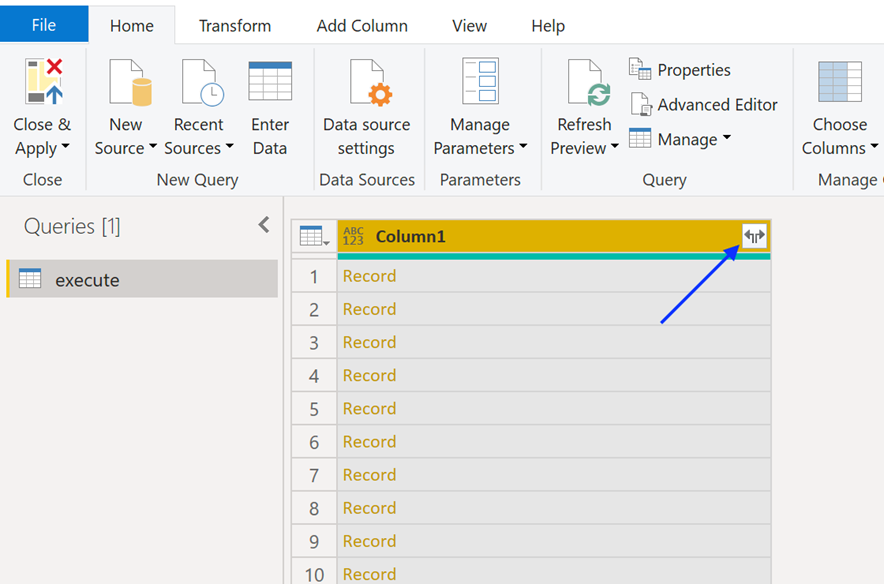 File Home Transform Add Column View Help
Close & Apply
New Source
Recent Sources
Enter Data
Data source settings
Manage Parameters
Refresh Preview
Properties
Advanced Editor
Manage
Choose Columns
Close
New Query
Data Sources
Parameters
Query
Manage
Queries [1]
execute
ABC
123
Column1
1 Record
2 Record
3 Record
4 Record
5 Record
6 Record
7 Record
8 Record
9 Record
10 Record